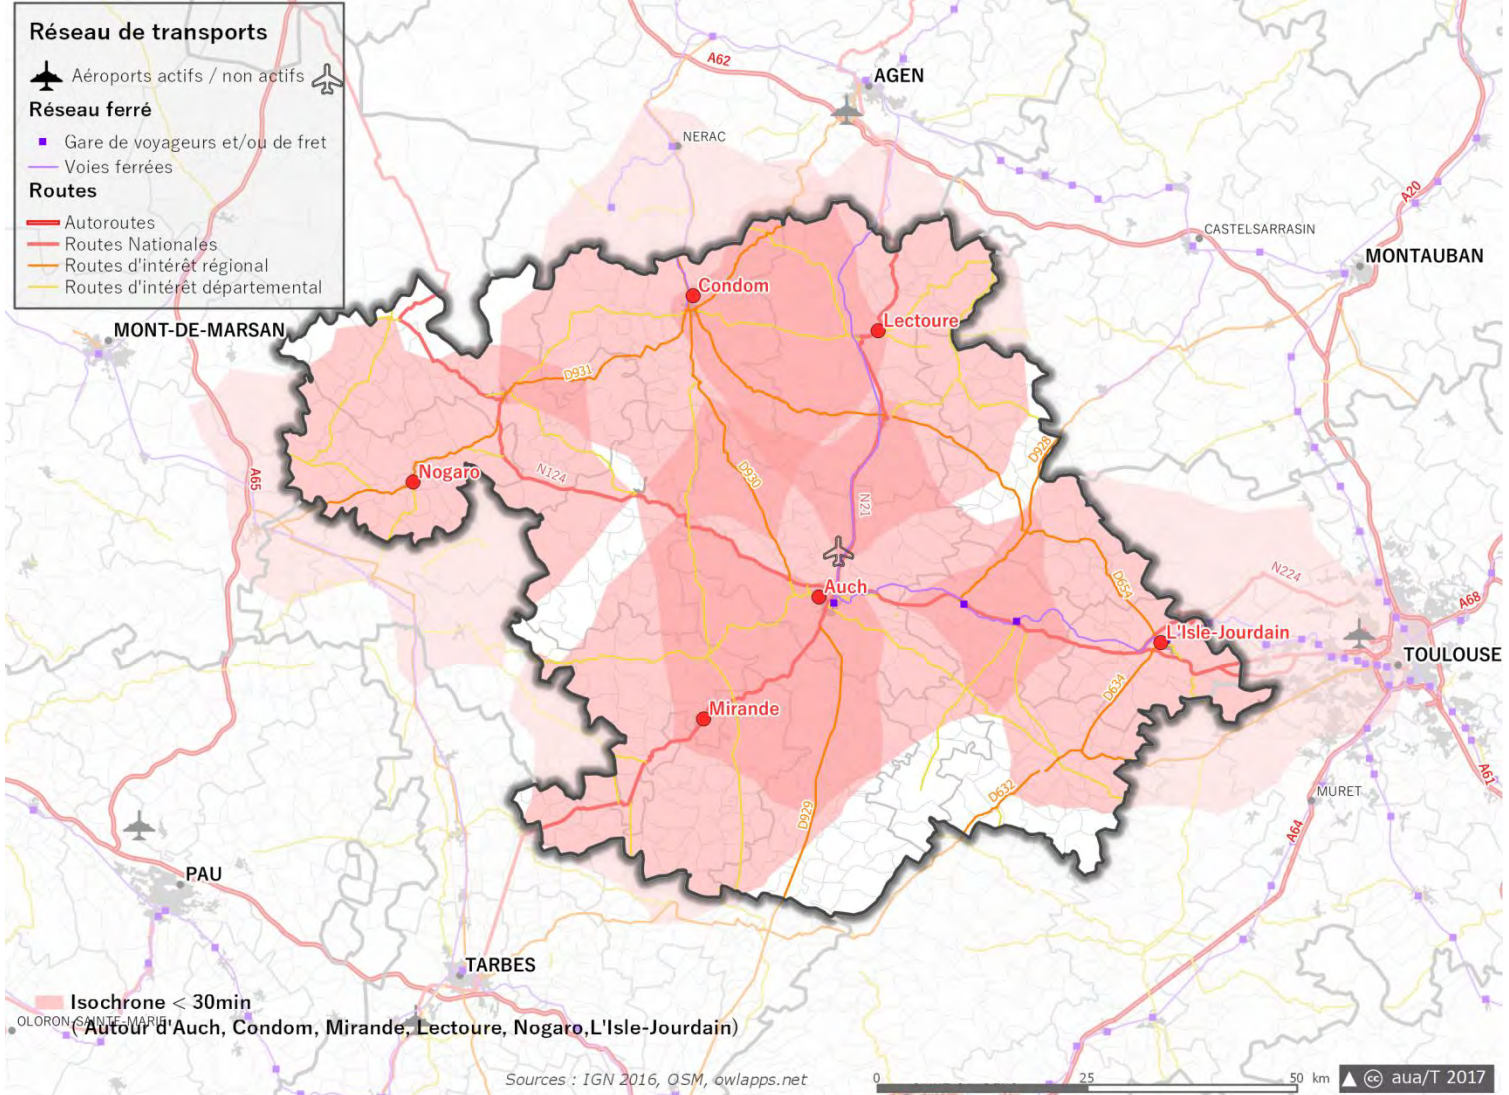 Réseau de transports
Aéroports actifs / non actifs
Réseau ferré
Gare de voyageurs et/ou de fret
Voies ferrées
Routes
Autoroutes
Routes Nationales
Routes d'intérêt régional
Routes d'intérêt départemental
A62
AGEN
NERAC
A20
CASTELSARRASIN
MONTAUBAN
MONT-DE-MARSAN
Condom
Lectoure
D931
A65
Nogaro
N124
D930
N21
D928
Auch
D654
N224
A68
L'Isle-Jourdain
TOULOUSE
D634
Mirande
D929
D632
A61
MURET
A64
PAU
TARBES
Isochrone < 30min
OLORON-SAINTE-MARIE
( Autour d'Auch, Condom, Mirande, Lectoure, Nogaro,L'Isle-Jourdain)
Sources : IGN 2016, OSM, owlapps.net
0 25 50 km
cc aua/T 2017